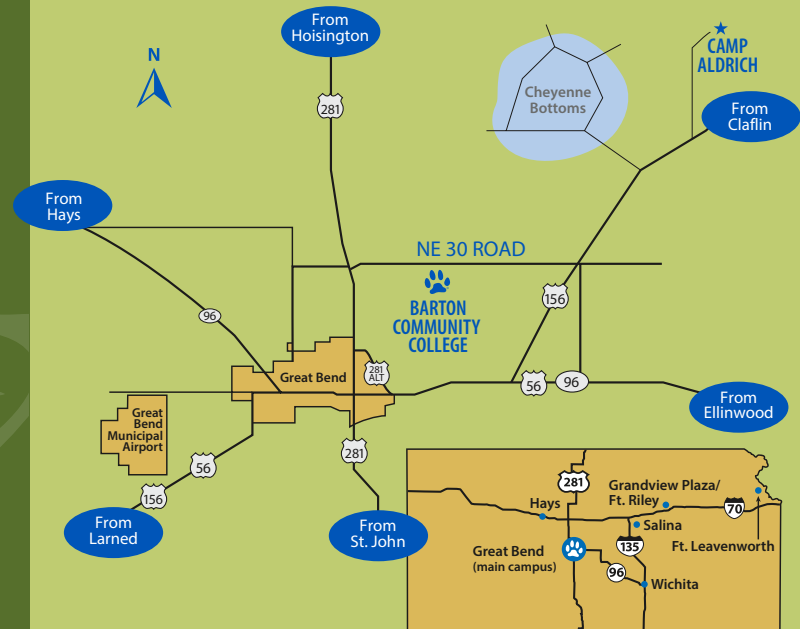 From
Hoisington
N
CAMP
ALDRICH
281
Cheyenne
Bottoms
From
Claflin
From
Hays
NE 30 ROAD
156
96
BARTON
COMMUNITY
COLLEGE
Great Bend
281
ALT
56
96
From
Ellinwood
Great
Bend
Municipal
Airport
281
56
156
From
Larned
From
St. John
281
Grandview Plaza/
Ft. Riley
Hays
70
Salina
Great Bend
(main campus)
135
Ft. Leavenworth
96
Wichita